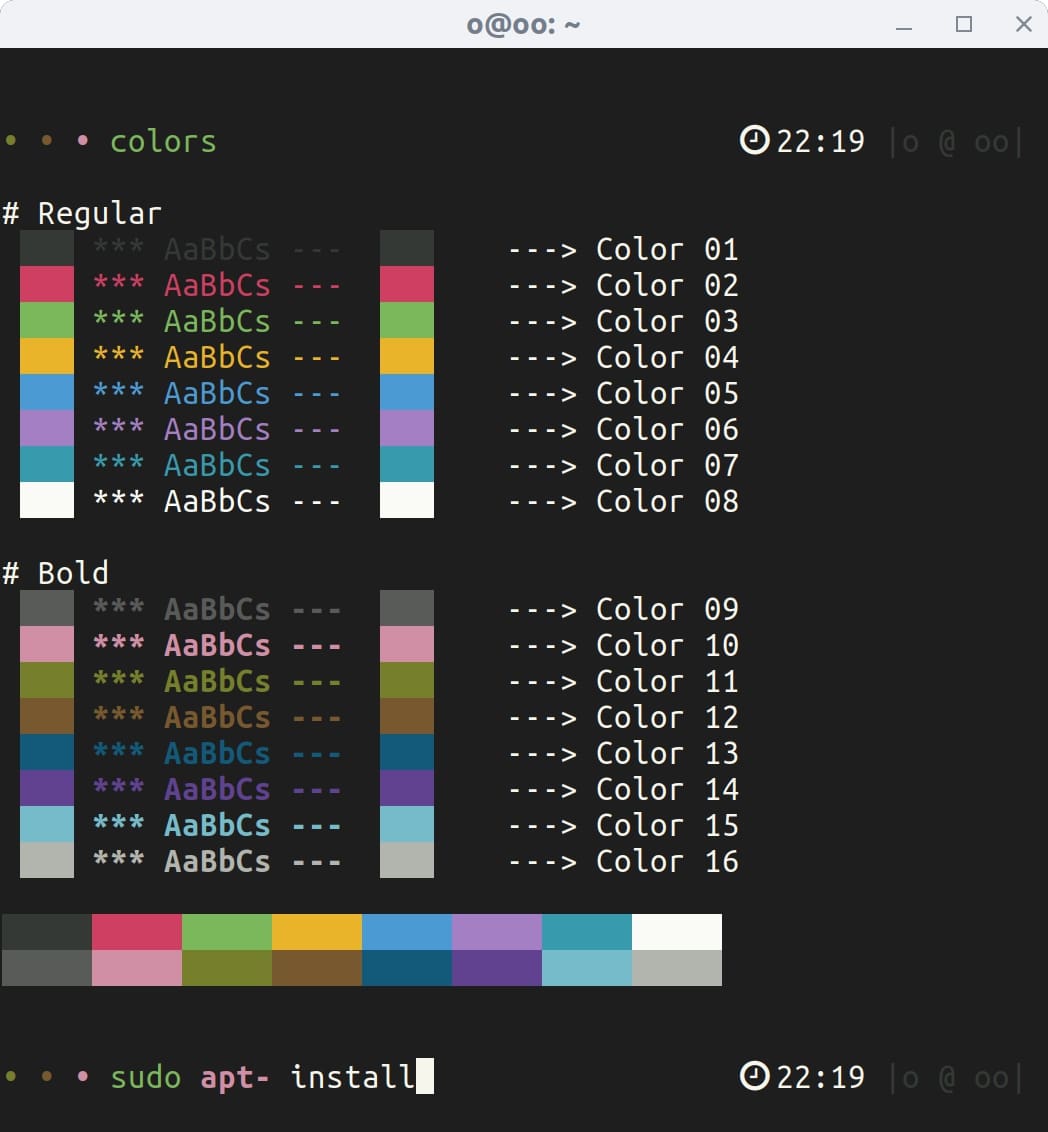 o@oo: ~
• • • colors 22:19 |o @ oo|
# Regular
*** AaBbCs --- ---> Color 01
*** AaBbCs --- ---> Color 02
*** AaBbCs --- ---> Color 03
*** AaBbCs --- ---> Color 04
*** AaBbCs --- ---> Color 05
*** AaBbCs --- ---> Color 06
*** AaBbCs --- ---> Color 07
*** AaBbCs --- ---> Color 08
# Bold
*** AaBbCs --- ---> Color 09
*** AaBbCs --- ---> Color 10
*** AaBbCs --- ---> Color 11
*** AaBbCs --- ---> Color 12
*** AaBbCs --- ---> Color 13
*** AaBbCs --- ---> Color 14
*** AaBbCs --- ---> Color 15
*** AaBbCs --- ---> Color 16
• • • sudo apt- install 22:19 |o @ oo|